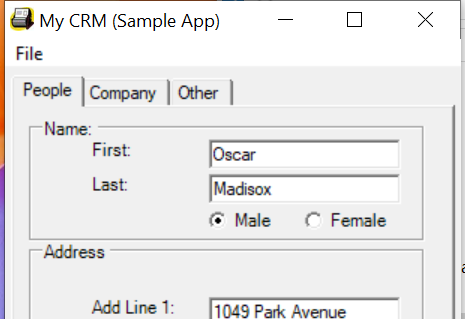 My CRM (Sample App)
File
People Company Other
Name:
First: Oscar
Last: Madisox
Male Female
Address
Add Line 1: 1049 Park Avenue